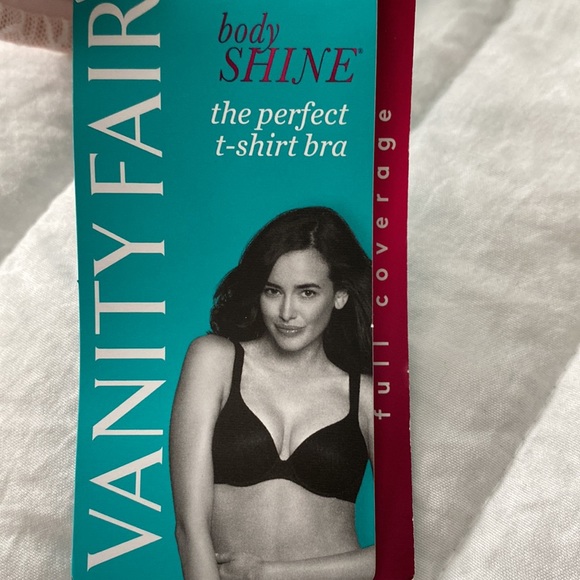 VANITY FAIR
body
SHINE®
the perfect
t-shirt bra
full coverage